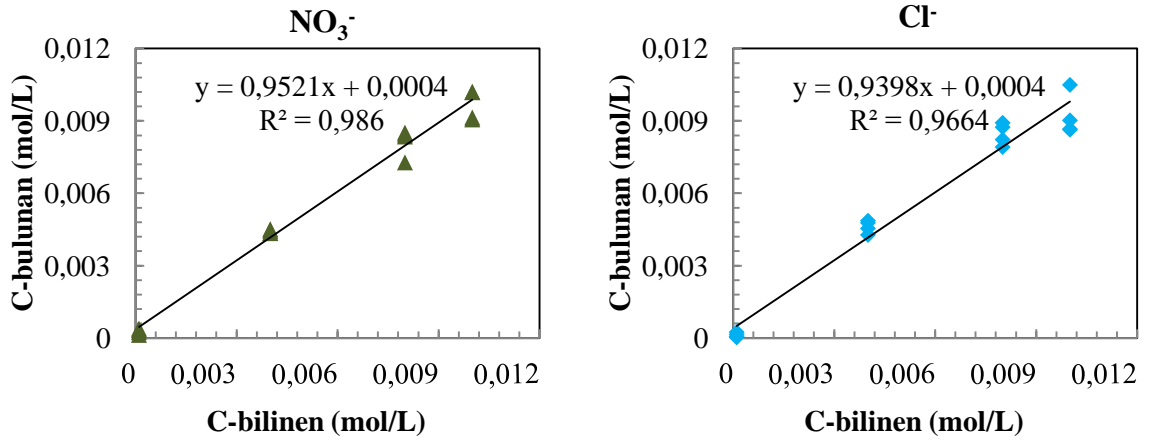 NO₃⁻
0,012
0,009
0,006
0,003
0
C-bulunan (mol/L)
y = 0,9521x + 0,0004
R² = 0,986
0 0,003 0,006 0,009 0,012
C-bilinen (mol/L)
Cl⁻
0,012
0,009
0,006
0,003
0
C-bulunan (mol/L)
y = 0,9398x + 0,0004
R² = 0,9664
0 0,003 0,006 0,009 0,012
C-bilinen (mol/L)